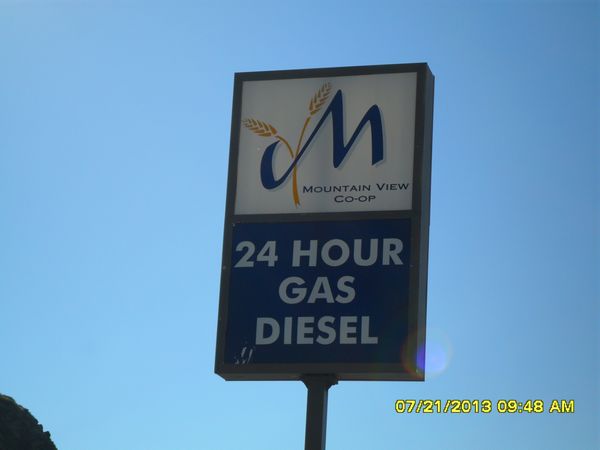 M
MOUNTAIN VIEW
CO-OP
24 HOUR
GAS
DIESEL
07/21/2013 09:48 AM